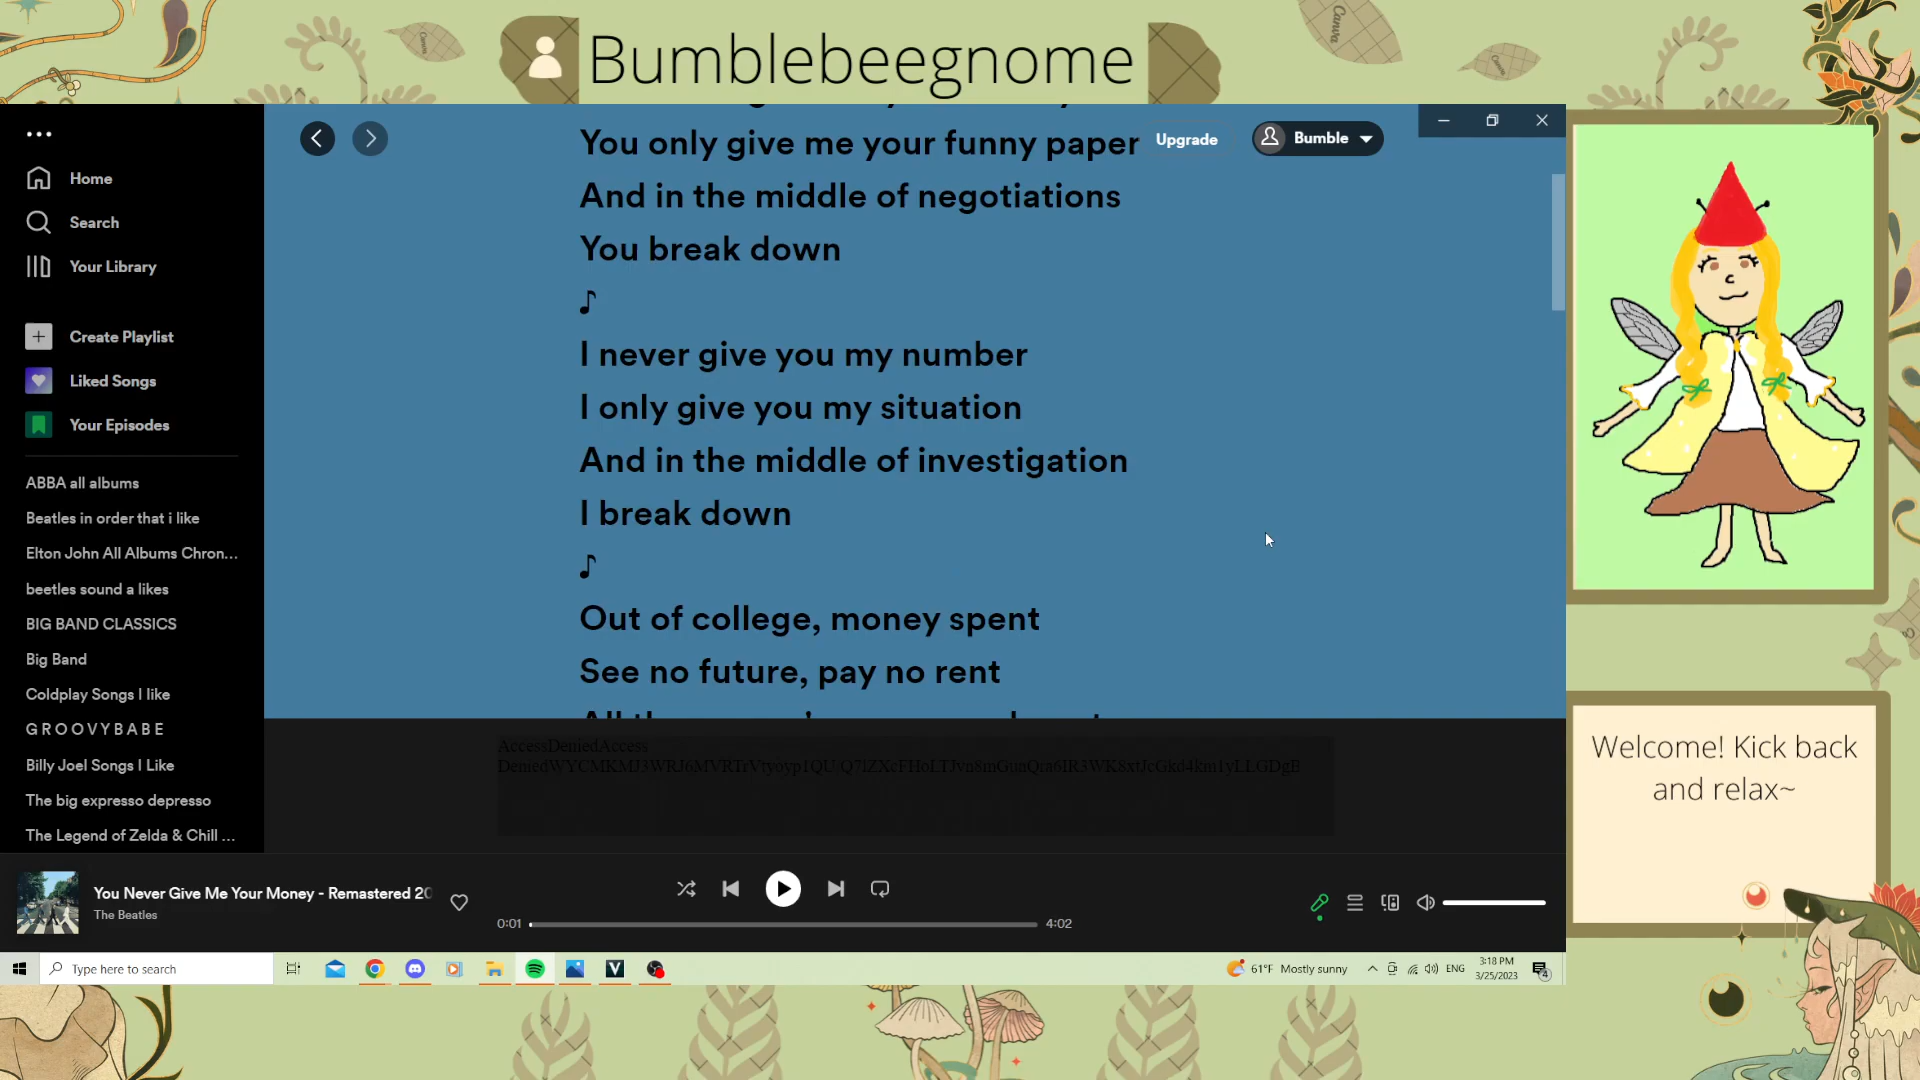 Bumblebeegnome
Canva
Home
Search
Your Library
Create Playlist
Liked Songs
Your Episodes
ABBA all albums
Beatles in order that i like
Elton John All Albums Chron...
beetles sound a likes
BIG BAND CLASSICS
Big Band
Coldplay Songs I like
G R O O V Y B A B E
Billy Joel Songs I Like
The big expresso depresso
The Legend of Zelda & Chill ...
Upgrade
Bumble
You only give me your funny paper
And in the middle of negotiations
You break down
♪
I never give you my number
I only give you my situation
And in the middle of investigation
I break down
♪
Out of college, money spent
See no future, pay no rent
AccessDeniedAccess
Welcome! Kick back
and relax~
You Never Give Me Your Money - Remastered 20
The Beatles
0:01
4:02
Type here to search
61°F Mostly sunny
ENG
3:18 PM
3/25/2023
4